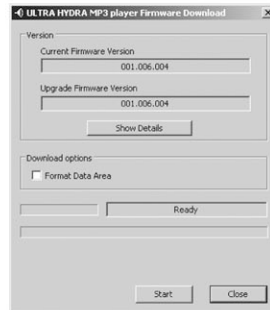 ULTRA HYDRA MP3 player Firmware Download
Version
Current Firmware Version
001.006.004
Upgrade Firmware Version
001.006.004
Show Details
Download options
Format Data Area
Ready
Start
Close